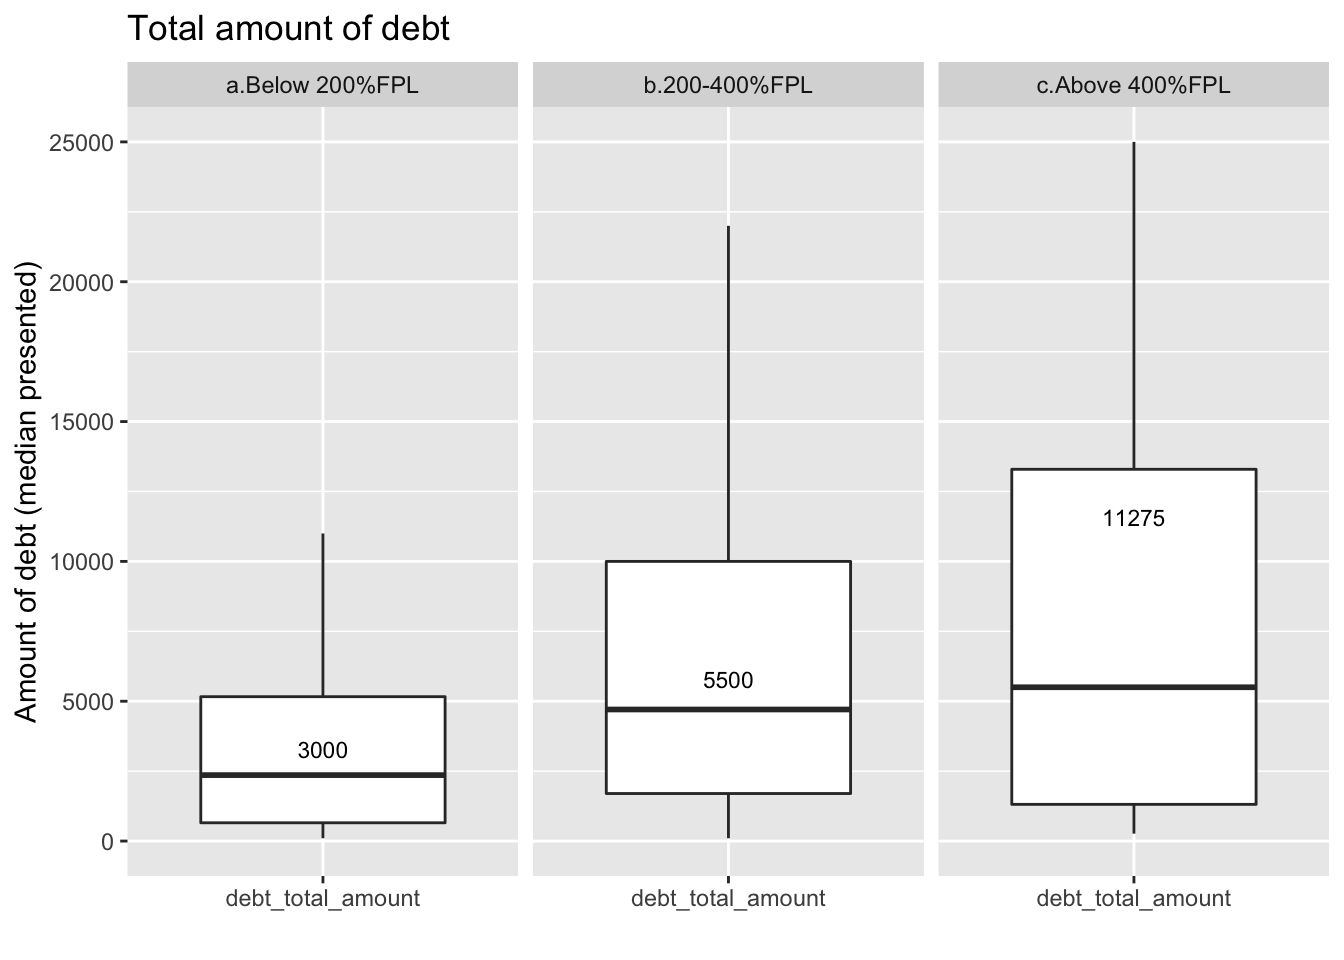 Total amount of debt
a.Below 200%FPL
b.200-400%FPL
c.Above 400%FPL
Amount of debt (median presented)
25000
20000
15000
10000
5000
0
3000
5500
11275
debt_total_amount
debt_total_amount
debt_total_amount